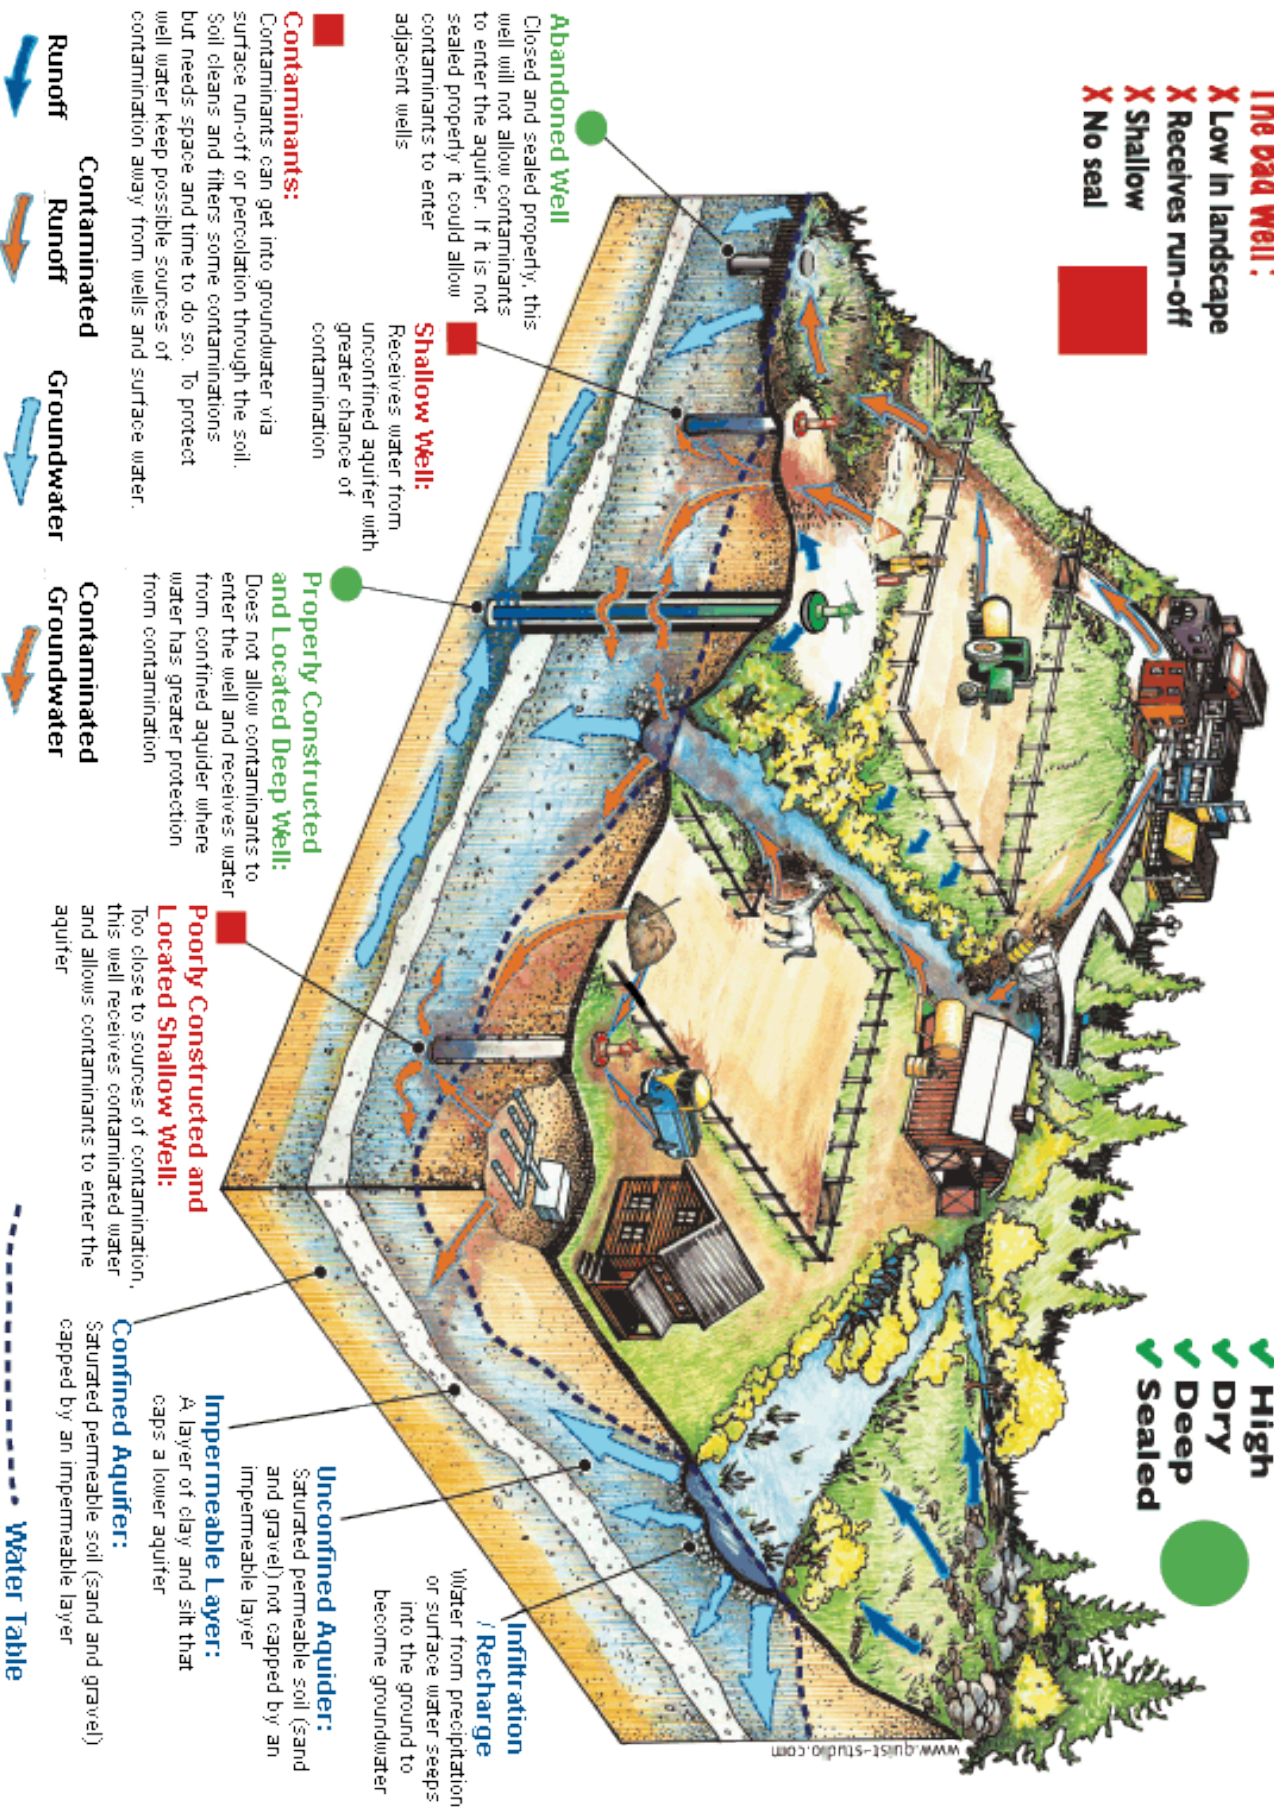 The bad well:
X Low in landscape
X Receives run-off
X Shallow
X No seal
✔ High
✔ Dry
✔ Deep
✔ Sealed
Abandoned Well
Closed and sealed properly, this
well will not allow contaminants
to enter the aquifer. If it is not
sealed properly it could allow
contaminants to enter
adjacent wells
Shallow Well:
Receives water from
unconfined aquifer with
greater chance of
contamination
Contaminants:
Contaminants can get into groundwater via
surface run-off or percolation through the soil.
Soil cleans and filters some contaminations
but needs space and time to do so. To protect
well water keep possible sources of
contamination away from wells and surface water.
Properly Constructed
and Located Deep Well:
Does not allow contaminants to
enter the well and receives water
from confined aquider where
water has greater protection
from contamination
Poorly Constructed and
Located Shallow Well:
Too close to sources of contamination,
this well receives contaminated water
and allows contaminants to enter the
aquifer
Infiltration
/ Recharge
Water from precipitation
or surface water seeps
into the ground to
become groundwater
Unconfined Aquider:
Saturated permeable soil (sand
and gravel) not capped by an
impermeable layer
Impermeable Layer:
A layer of clay and silt that
caps a lower aquifer
Confined Aquifer:
Saturated permeable soil (sand and gravel)
capped by an impermeable layer
www.quist-studio.com
Runoff
Contaminated
Runoff
Groundwater
Contaminated
Groundwater
Water Table